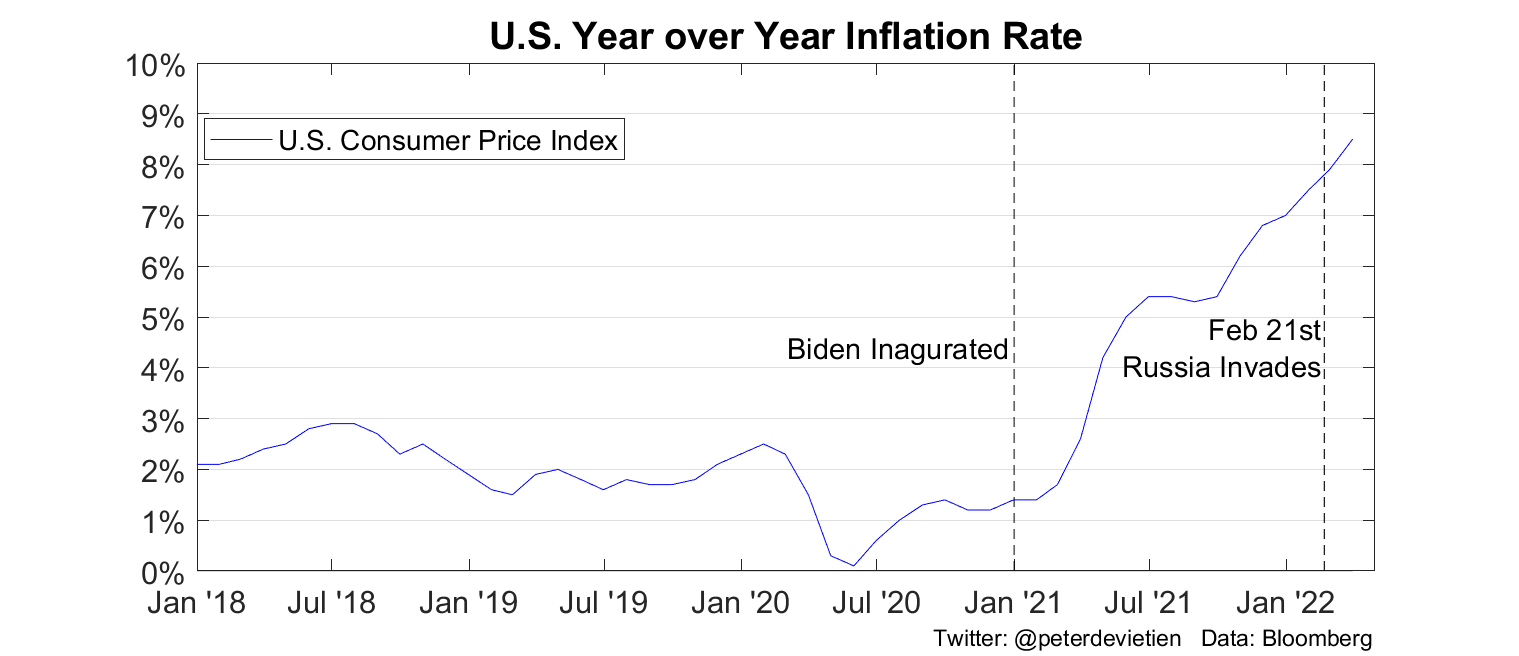 U.S. Year over Year Inflation Rate
10%
9%
U.S. Consumer Price Index
8%
7%
6%
5%
Feb 21st
Biden Inagurated
Russia Invades
4%
3%
2%
1%
0%
Jan '18 Jul '18 Jan '19 Jul '19 Jan '20 Jul '20 Jan '21 Jul '21 Jan '22
Twitter: @peterdevietien Data: Bloomberg